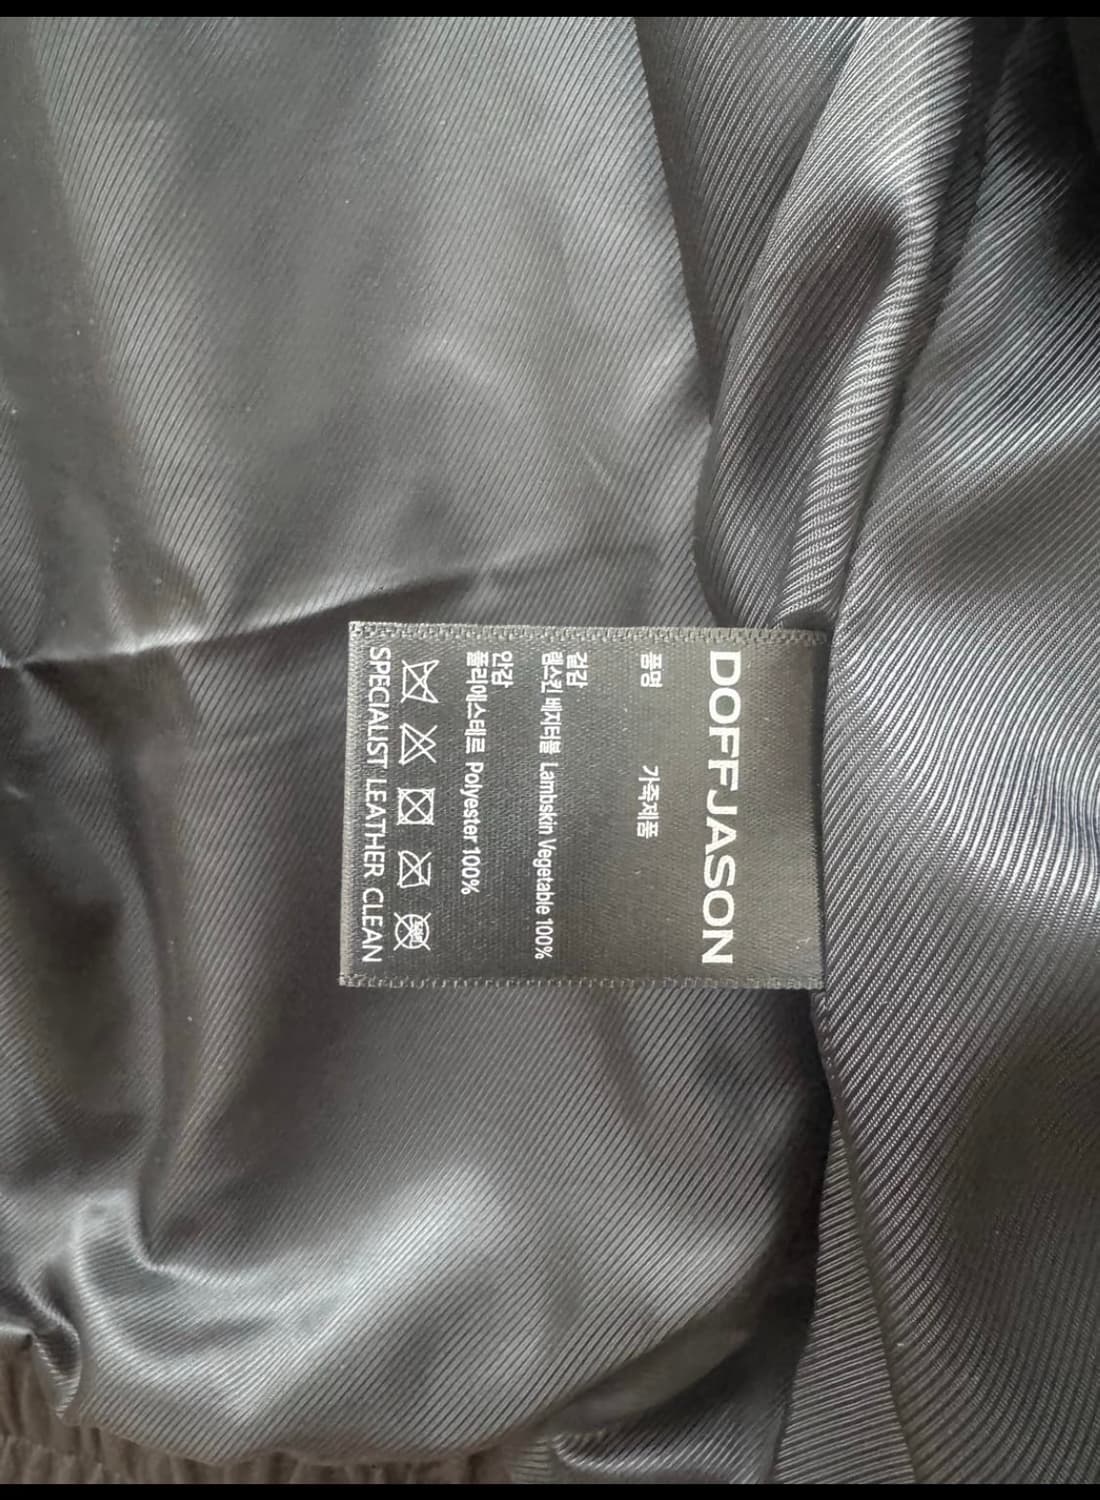 DOFFJASON
품명 가죽제품
겉감
램스킨 베지터블 Lambskin Vegetable 100%
안감
폴리에스테르 Polyester 100%
SPECIALIST LEATHER CLEAN